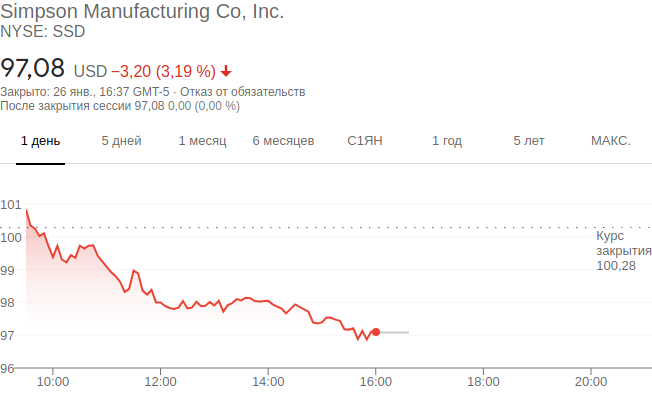 Simpson Manufacturing Co, Inc.
NYSE: SSD
97,08 USD −3,20 (3,19 %)
Закрыто: 26 янв., 16:37 GMT-5 · Отказ от обязательств
После закрытия сессии 97,08 0,00 (0,00 %)
1 день 5 дней 1 месяц 6 месяцев С1ЯН 1 год 5 лет МАКС.
101
100
99
98
97
96
Курс
закрытия
100,28
10:00 12:00 14:00 16:00 18:00 20:00